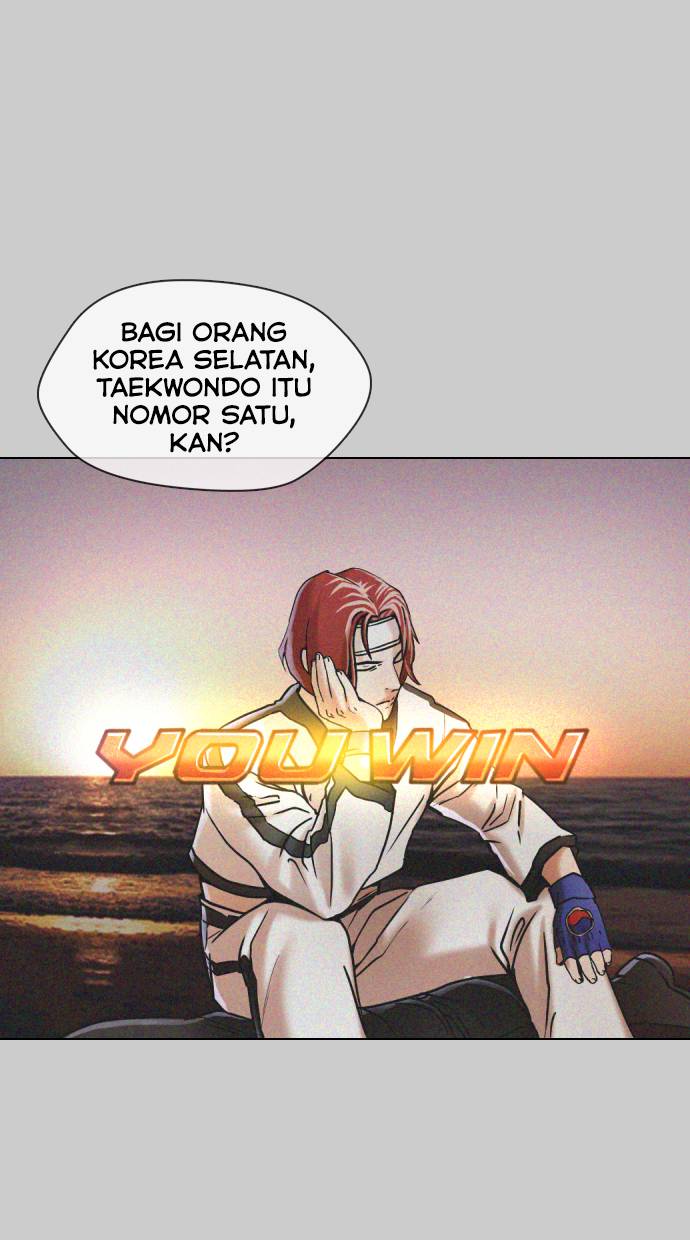 BAGI ORANG
KOREA SELATAN,
TAEKWONDO ITU
NOMOR SATU,
KAN?
YOU WIN